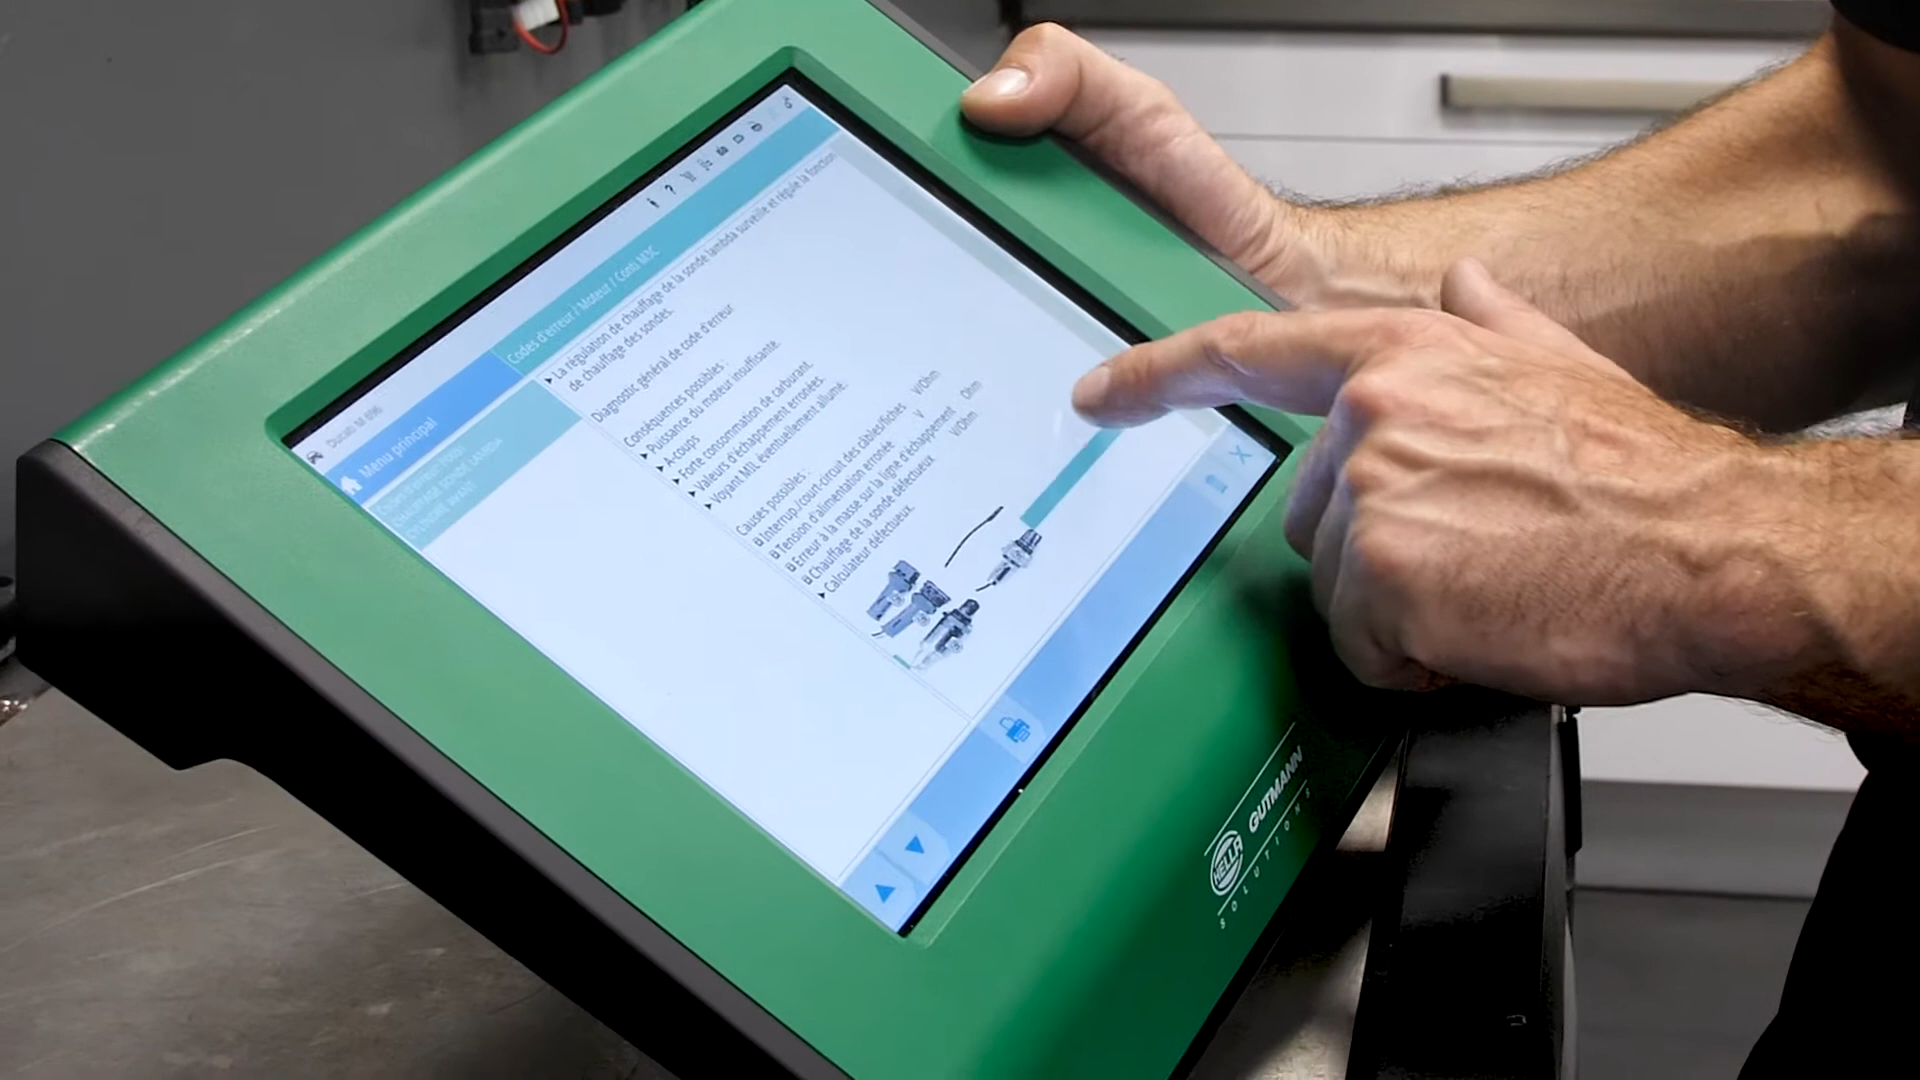 Ducati M 696
Menu principal
Codes d'erreur / Moteur / Conti M3C
CHAUFFAGE SONDE LAMBDA
► La régulation de chauffage de la sonde lambda surveille et régule la fonction
de chauffage des sondes.
Diagnostic général de code d'erreur
Conséquences possibles :
► Puissance du moteur insuffisante.
► A-coups
► Forte consommation de carburant.
► Valeurs d'échappement erronées.
► Voyant MIL éventuellement allumé.
Causes possibles :
Interrup./court-circuit des câbles/fiches V/Ohm
Tension d'alimentation erronée V
Erreur à la masse sur la ligne d'échappement Ohm
Chauffage de la sonde défectueux. V/Ohm
► Calculateur défectueux.
HELLA GUTMANN
SOLUTIONS